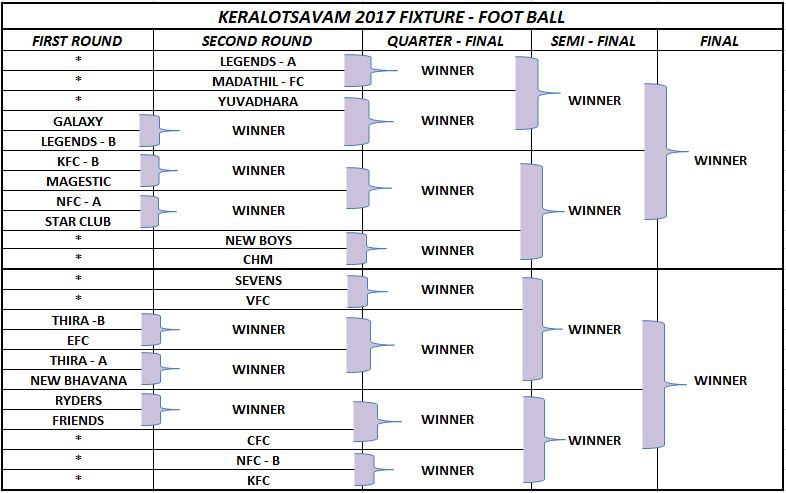 KERALOTSAVAM 2017 FIXTURE - FOOT BALL
FIRST ROUND SECOND ROUND QUARTER - FINAL SEMI - FINAL FINAL
* LEGENDS - A
WINNER
* MADATHIL - FC
WINNER
* YUVADHARA
WINNER
GALAXY
WINNER
LEGENDS - B
KFC - B
WINNER
WINNER
MAGESTIC
WINNER
NFC - A
WINNER WINNER
STAR CLUB
* NEW BOYS
WINNER
* CHM
* SEVENS
WINNER
* VFC
THIRA -B
WINNER WINNER
EFC
WINNER
THIRA - A
WINNER
NEW BHAVANA
WINNER
RYDERS
WINNER
FRIENDS
WINNER
* CFC
WINNER
* NFC - B
WINNER
* KFC